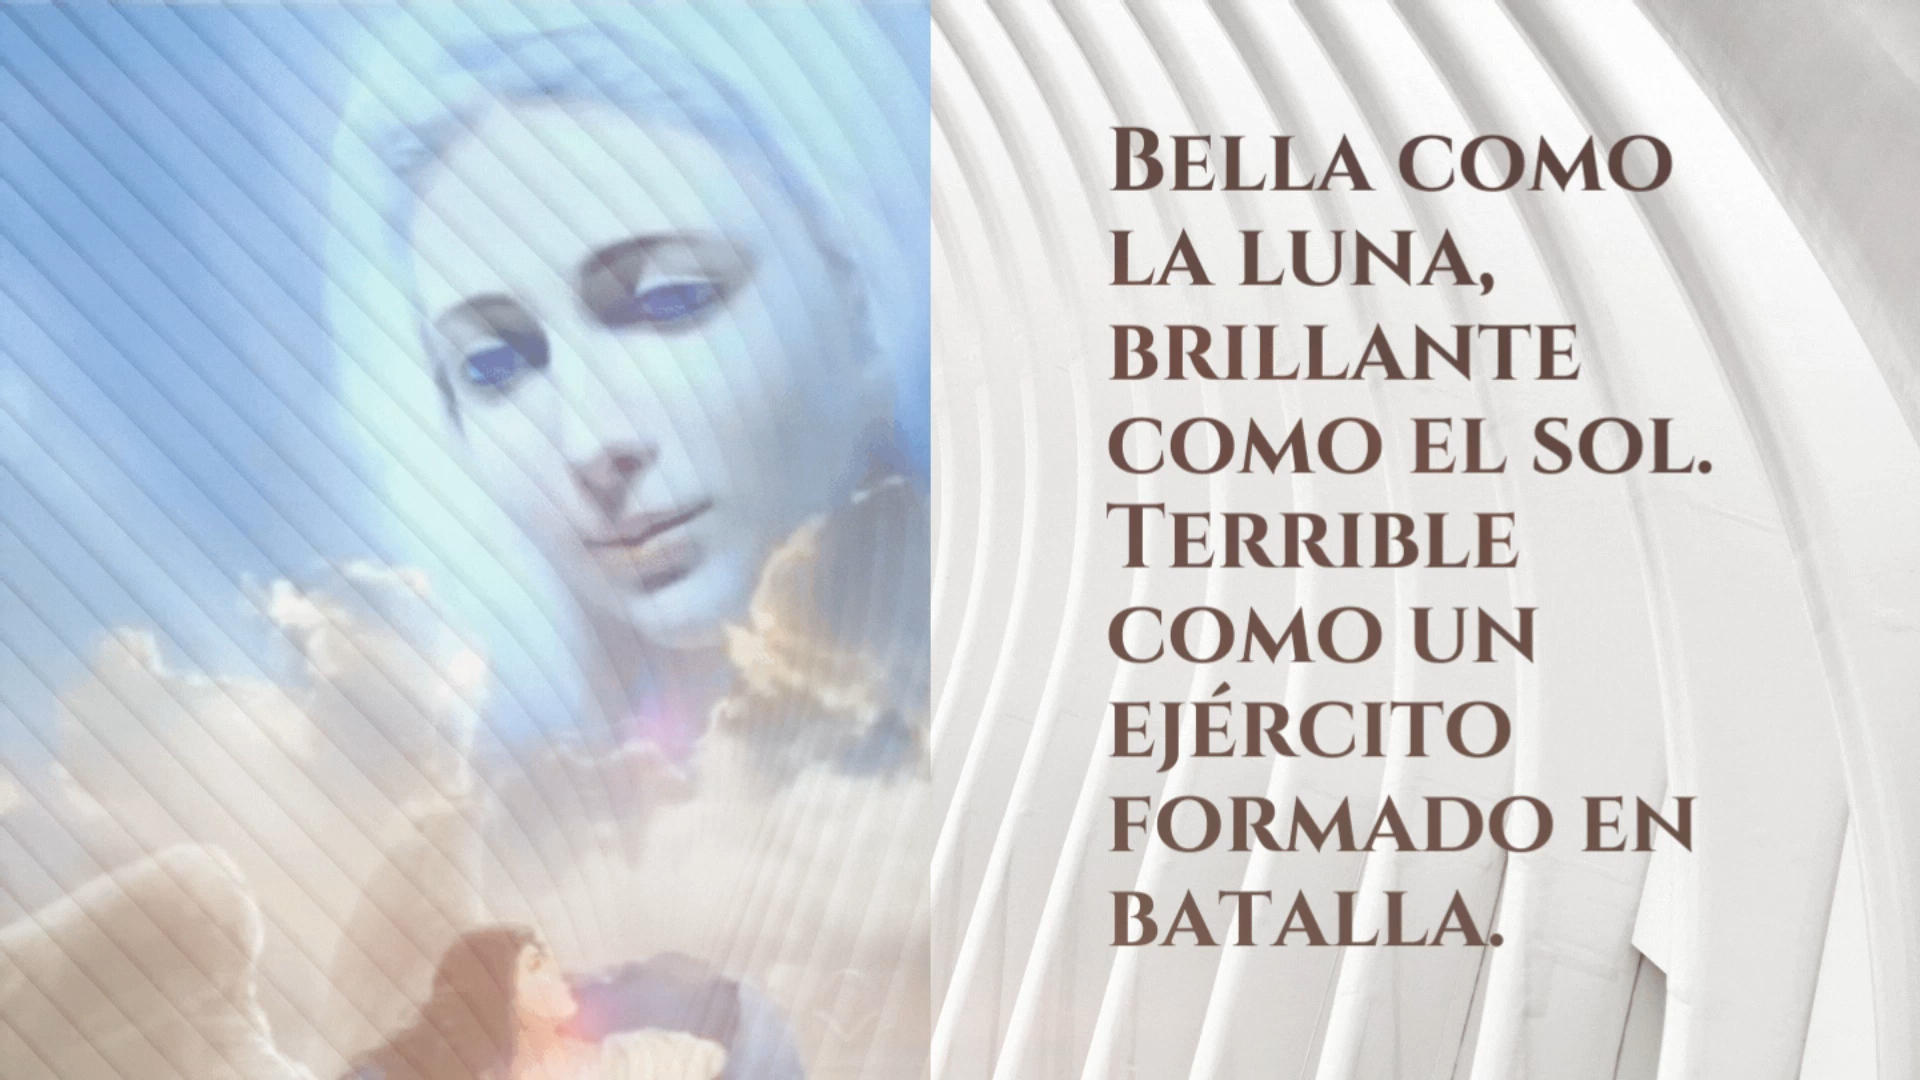 Bella como
la luna,
brillante
como el sol.
Terrible
como un
ejército
formado en
batalla.